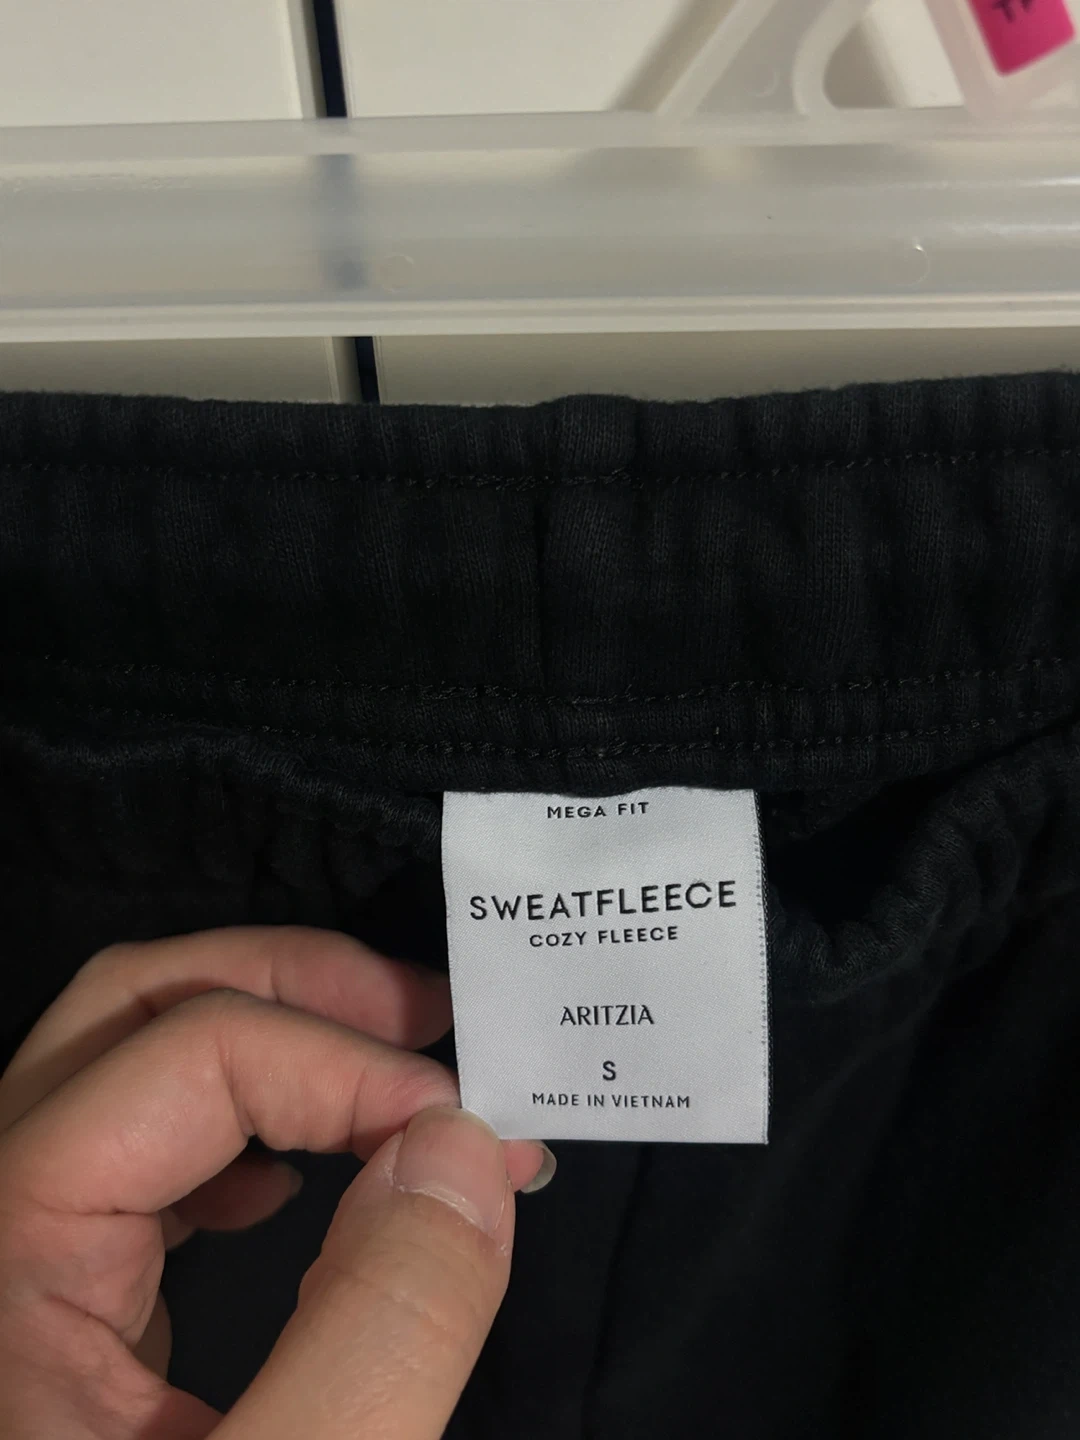 MEGA FIT
SWEATFLEECE
COZY FLEECE
ARITZIA
S
MADE IN VIETNAM